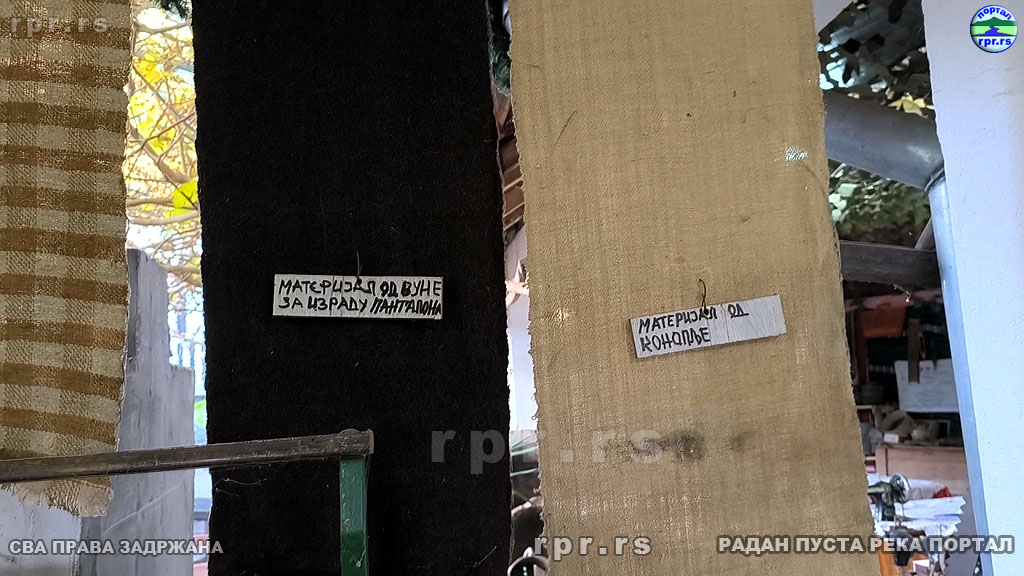 rpr.rs
портал
rpr.rs
МАТЕРИЈАЛ ОД ВУНЕ
ЗА ИЗРАДУ ПАНТАЛОНА
МАТЕРИЈАЛ ОД
КОНОПЉЕ
rpr.rs
СВА ПРАВА ЗАДРЖАНА
rpr.rs
РАДАН ПУСТА РЕКА ПОРТАЛ